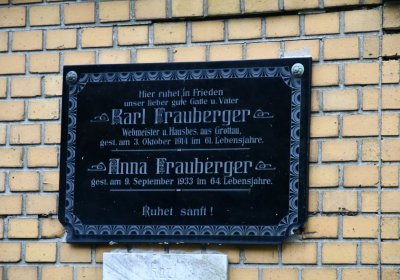 Hier ruhet in Frieden
unser lieber gute Gatte u. Vater
Karl Frauberger
Webmeister u. Hausbes. aus Grottau,
gest. am 3. Oktober 1914 im 61. Lebensjahre.
Anna Frauberger
gest. am 9. September 1933 im 64. Lebensjahre.
Ruhet sanft!